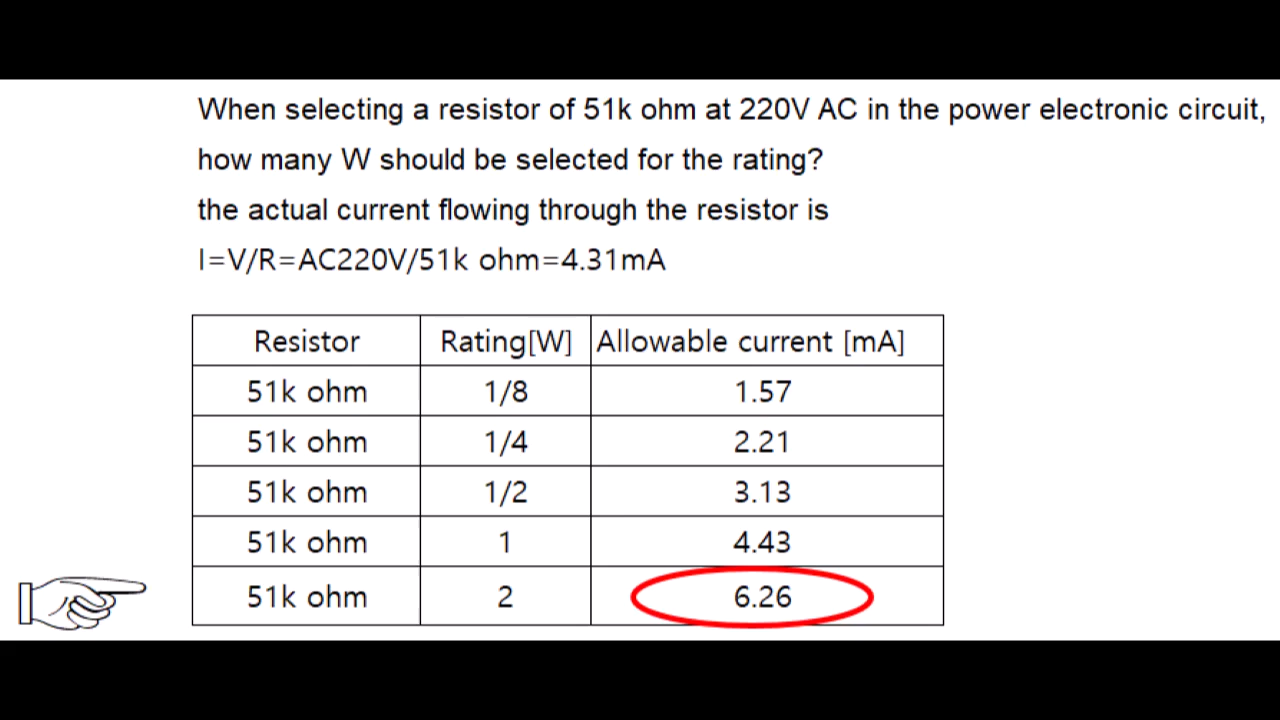 When selecting a resistor of 51k ohm at 220V AC in the power electronic circuit,
how many W should be selected for the rating?
the actual current flowing through the resistor is
I=V/R=AC220V/51k ohm=4.31mA
Resistor Rating[W] Allowable current [mA]
51k ohm 1/8 1.57
51k ohm 1/4 2.21
51k ohm 1/2 3.13
51k ohm 1 4.43
51k ohm 2 6.26